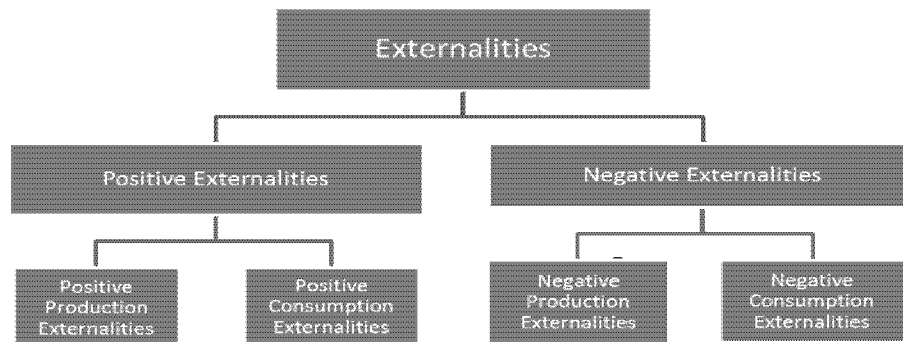 Externalities
Positive Externalities
Negative Externalities
Positive
Production
Externalities
Positive
Consumption
Externalities
Negative
Production
Externalities
Negative
Consumption
Externalities